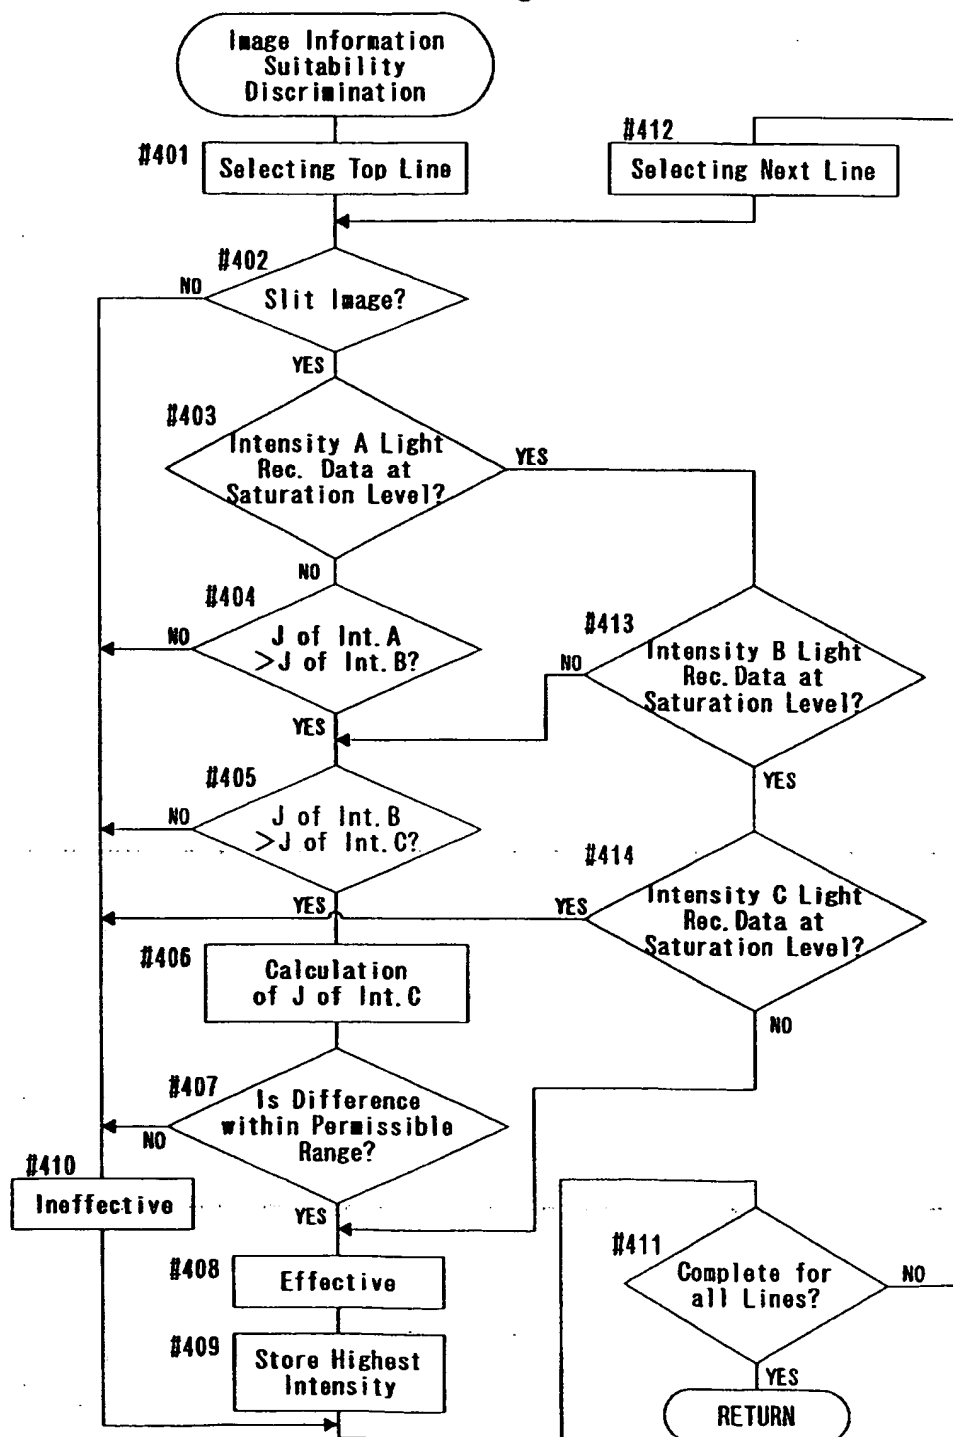 Image Information
Suitability
Discrimination
#401
Selecting Top Line
#412
Selecting Next Line
#402
NO
Slit Image?
YES
#403
Intensity A Light
Rec. Data at
Saturation Level?
YES
NO
#404
NO
J of Int. A
>J of Int. B?
YES
#413
NO
Intensity B Light
Rec. Data at
Saturation Level?
YES
#405
NO
J of Int. B
>J of Int. C?
YES
#414
YES
Intensity C Light
Rec. Data at
Saturation Level?
NO
#406
Calculation
of J of Int. C
#407
Is Difference
within Permissible
Range?
NO
YES
#410
Ineffective
#408
Effective
#409
Store Highest
Intensity
#411
Complete for
all Lines?
NO
YES
RETURN